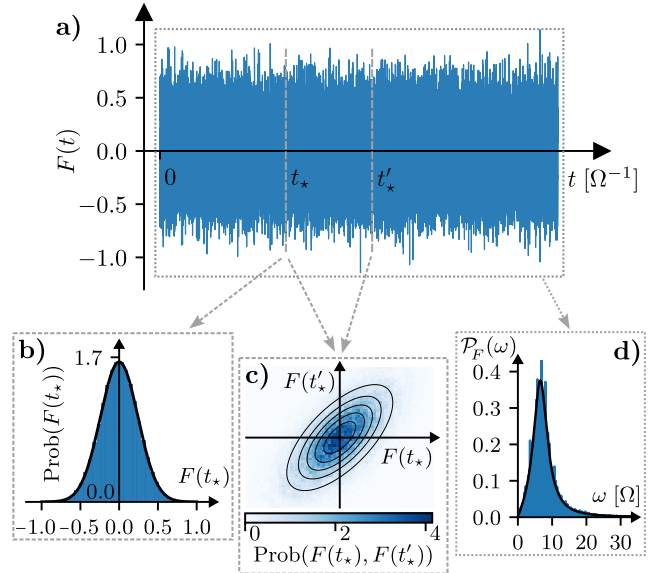 a)
1.0
0.5
0.0
−0.5
−1.0
F(t)
0
t⋆
t′⋆
t [Ω⁻¹]
b)
1.7
Prob(F(t⋆))
0.0
F(t⋆)
−1.0 −0.5 0.0 0.5 1.0
c)
F(t′⋆)
F(t⋆)
0 2 4
Prob(F(t⋆), F(t′⋆))
𝒫F(ω)
d)
0.4
0.3
0.2
0.1
0.0
ω [Ω]
0 10 20 30